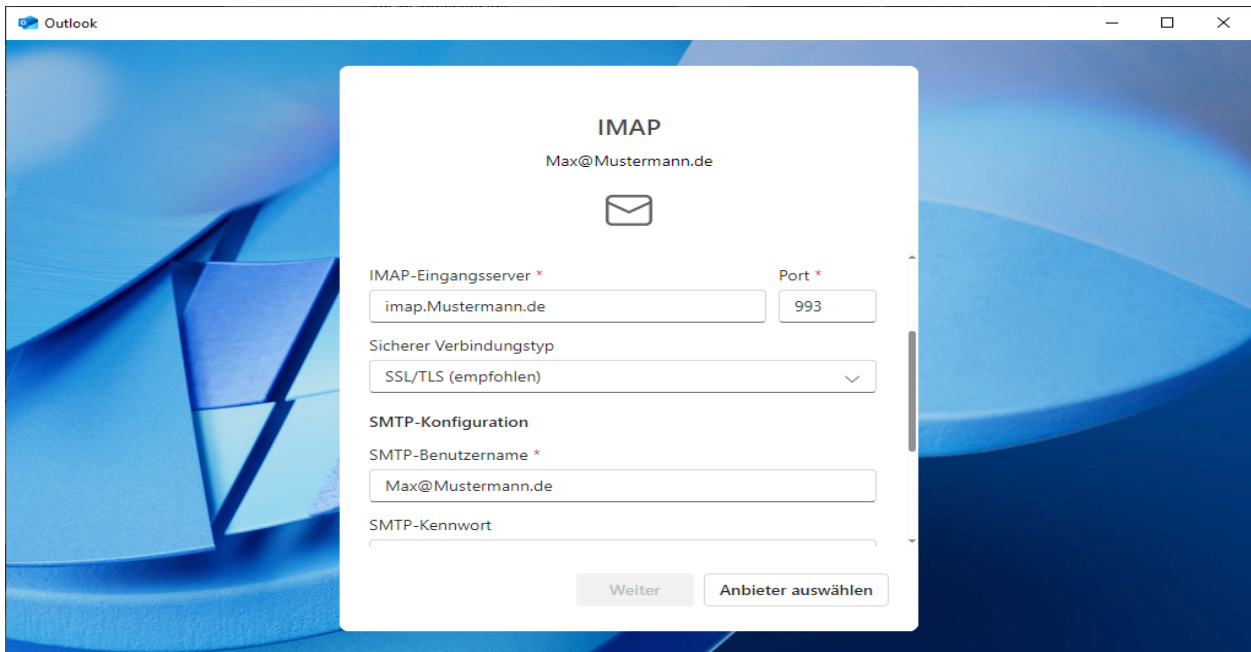 Outlook
IMAP
Max@Mustermann.de
IMAP-Eingangsserver * Port *
imap.Mustermann.de 993
Sicherer Verbindungstyp
SSL/TLS (empfohlen)
SMTP-Konfiguration
SMTP-Benutzername *
Max@Mustermann.de
SMTP-Kennwort
Weiter Anbieter auswählen